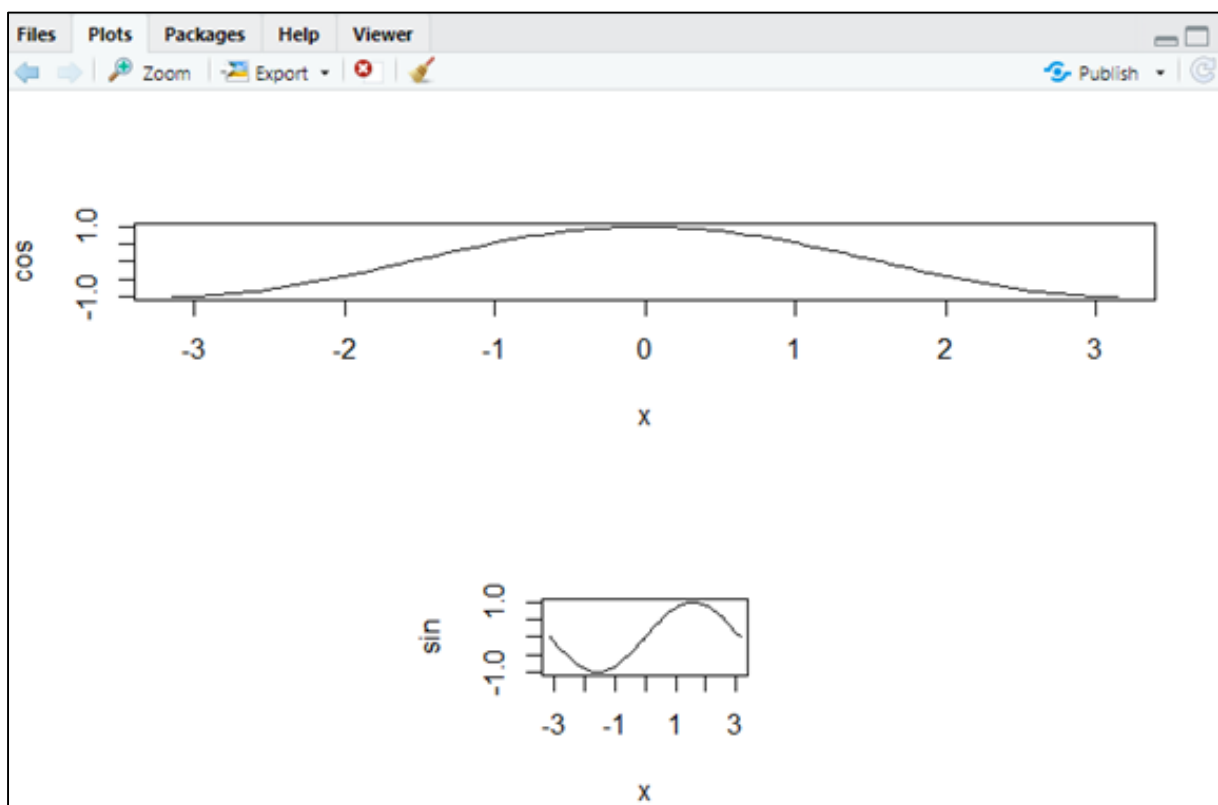 Files Plots Packages Help Viewer
Zoom Export Publish
cos
1.0
-1.0
-3 -2 -1 0 1 2 3
x
sin
1.0
-1.0
-3 -1 1 3
x